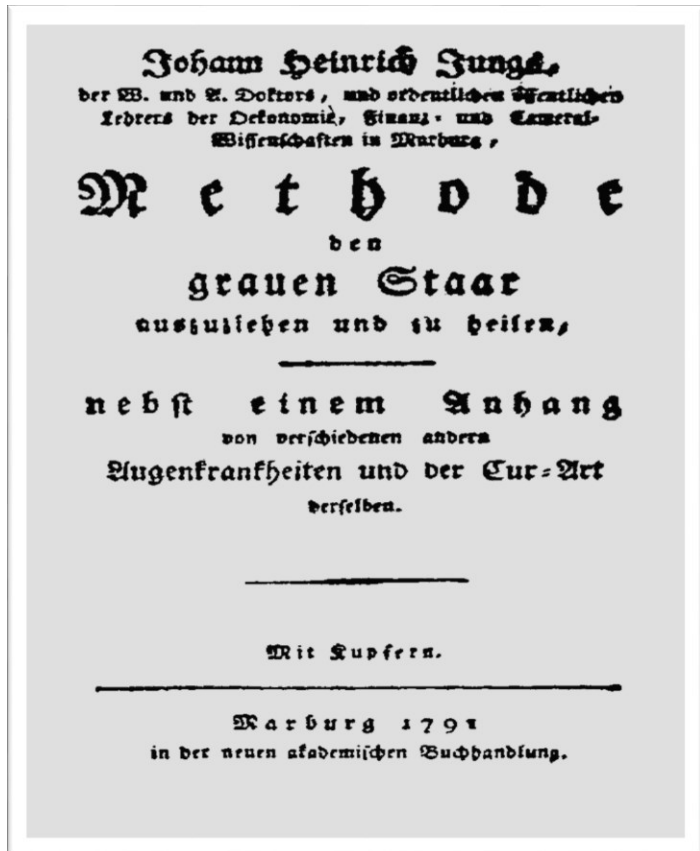 Johann Heinrich Jungs,
der W. und A. Doktors, und ordentlichen öffentlichen
Lehrers der Oekonomie, Finanz- und Cameral-
Wissenschaften in Marburg,
Methode
den
grauen Staar
auszuziehen und zu heilen,
nebst einem Anhang
von verschiedenen andern
Augenkrankheiten und der Cur-Art
derselben.
Mit Kupfern.
Marburg 1791
in der neuen akademischen Buchhandlung.